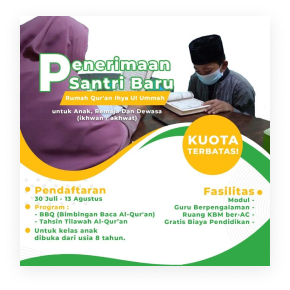 Penerimaan
Santri Baru
Rumah Qur'an Ihya Ul Ummah
untuk Anak, Remaja Dan Dewasa
(ikhwan / akhwat)
KUOTA
TERBATAS!
Pendaftaran
30 Juli - 13 Agustus
Program :
- BBQ (Bimbingan Baca Al-Qur'an)
- Tahsin Tilawah Al-Qur'an
Untuk kelas anak
dibuka dari usia 8 tahun.
Fasilitas
Modul -
Guru Berpengalaman -
Ruang KBM ber-AC -
Gratis Biaya Pendidikan -